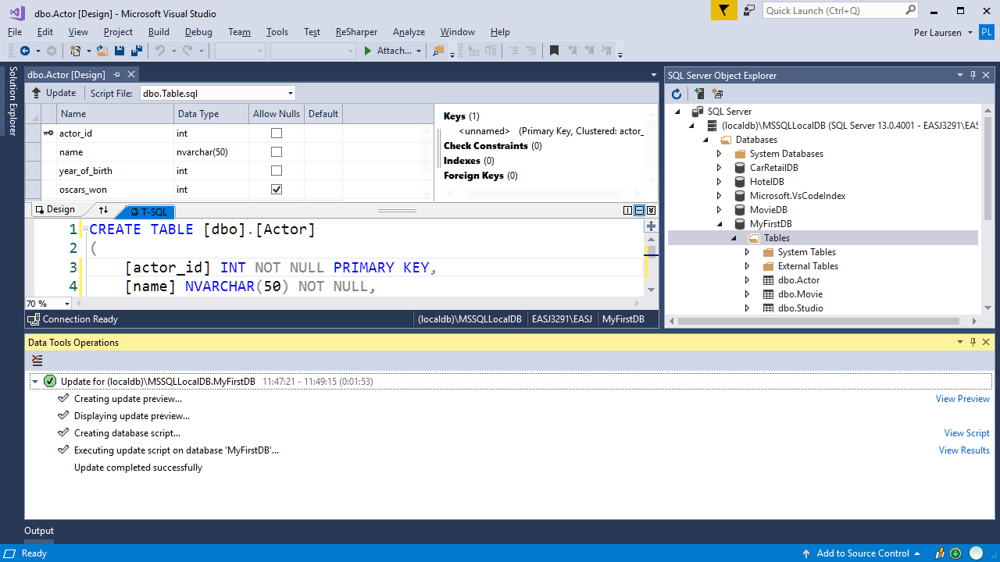 dbo.Actor [Design] - Microsoft Visual Studio
Quick Launch (Ctrl+Q)
File Edit View Project Build Debug Team Tools Test ReSharper Analyze Window Help
Per Laursen PL
Attach...
Solution Explorer
dbo.Actor [Design]
Update Script File: dbo.Table.sql
Name Data Type Allow Nulls Default
actor_id int
name nvarchar(50)
year_of_birth int
oscars_won int
Keys (1)
<unnamed> (Primary Key, Clustered: actor_
Check Constraints (0)
Indexes (0)
Foreign Keys (0)
Design T-SQL
1 CREATE TABLE [dbo].[Actor]
2 (
3 [actor_id] INT NOT NULL PRIMARY KEY,
4 [name] NVARCHAR(50) NOT NULL,
70 %
Connection Ready (localdb)\MSSQLLocalDB EASJ3291\EASJ MyFirstDB
SQL Server Object Explorer
SQL Server
(localdb)\MSSQLLocalDB (SQL Server 13.0.4001 - EASJ3291\EAS
Databases
System Databases
CarRetailDB
HotelDB
Microsoft.VsCodeIndex
MovieDB
MyFirstDB
Tables
System Tables
External Tables
dbo.Actor
dbo.Movie
dbo.Studio
Data Tools Operations
Update for (localdb)\MSSQLLocalDB.MyFirstDB 11:47:21 - 11:49:15 (0:01:53)
Creating update preview... View Preview
Displaying update preview...
Creating database script... View Script
Executing update script on database 'MyFirstDB'... View Results
Update completed successfully
Output
Ready Add to Source Control